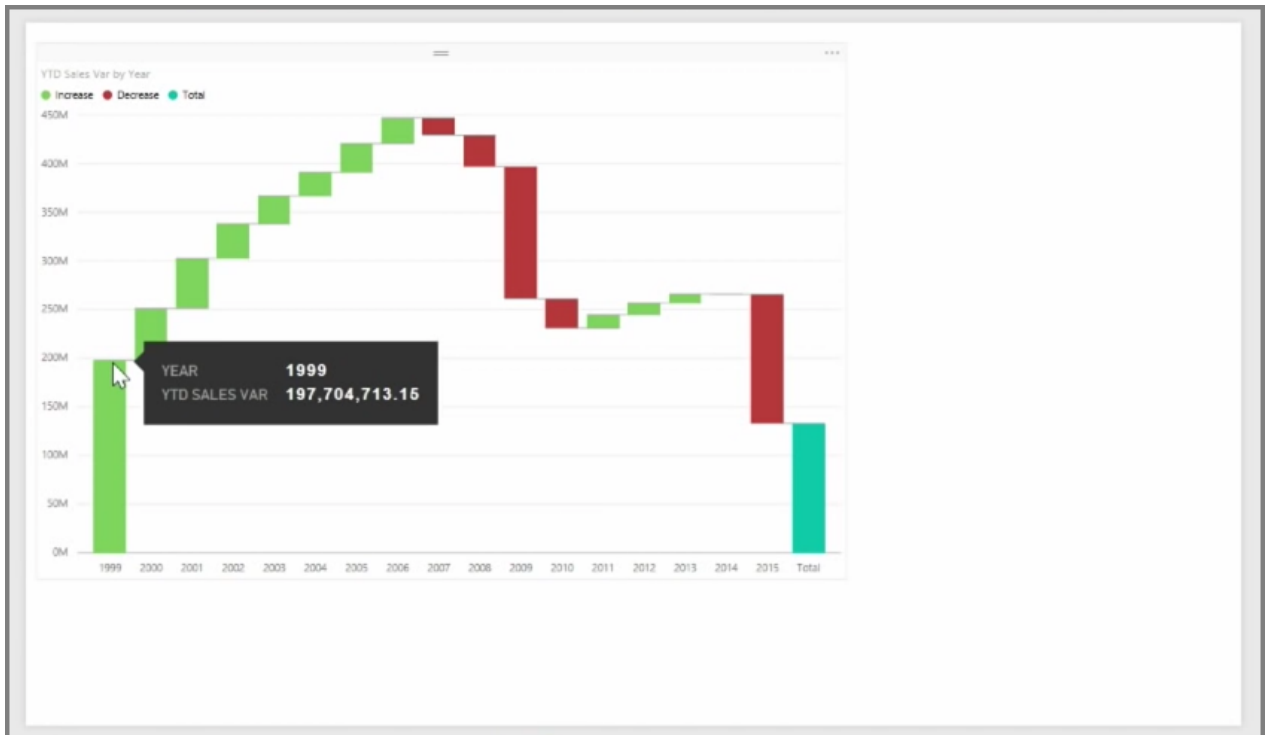 YTD Sales Var by Year
Increase Decrease Total
450M
400M
350M
300M
250M
200M
150M
100M
50M
0M
YEAR 1999
YTD SALES VAR 197,704,713.15
1999 2000 2001 2002 2003 2004 2005 2006 2007 2008 2009 2010 2011 2012 2013 2014 2015 Total